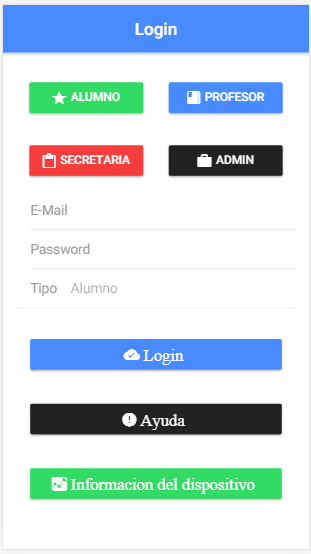 Login
ALUMNO PROFESOR
SECRETARIA ADMIN
E-Mail
Password
Tipo Alumno
Login
Ayuda
Informacion del dispositivo